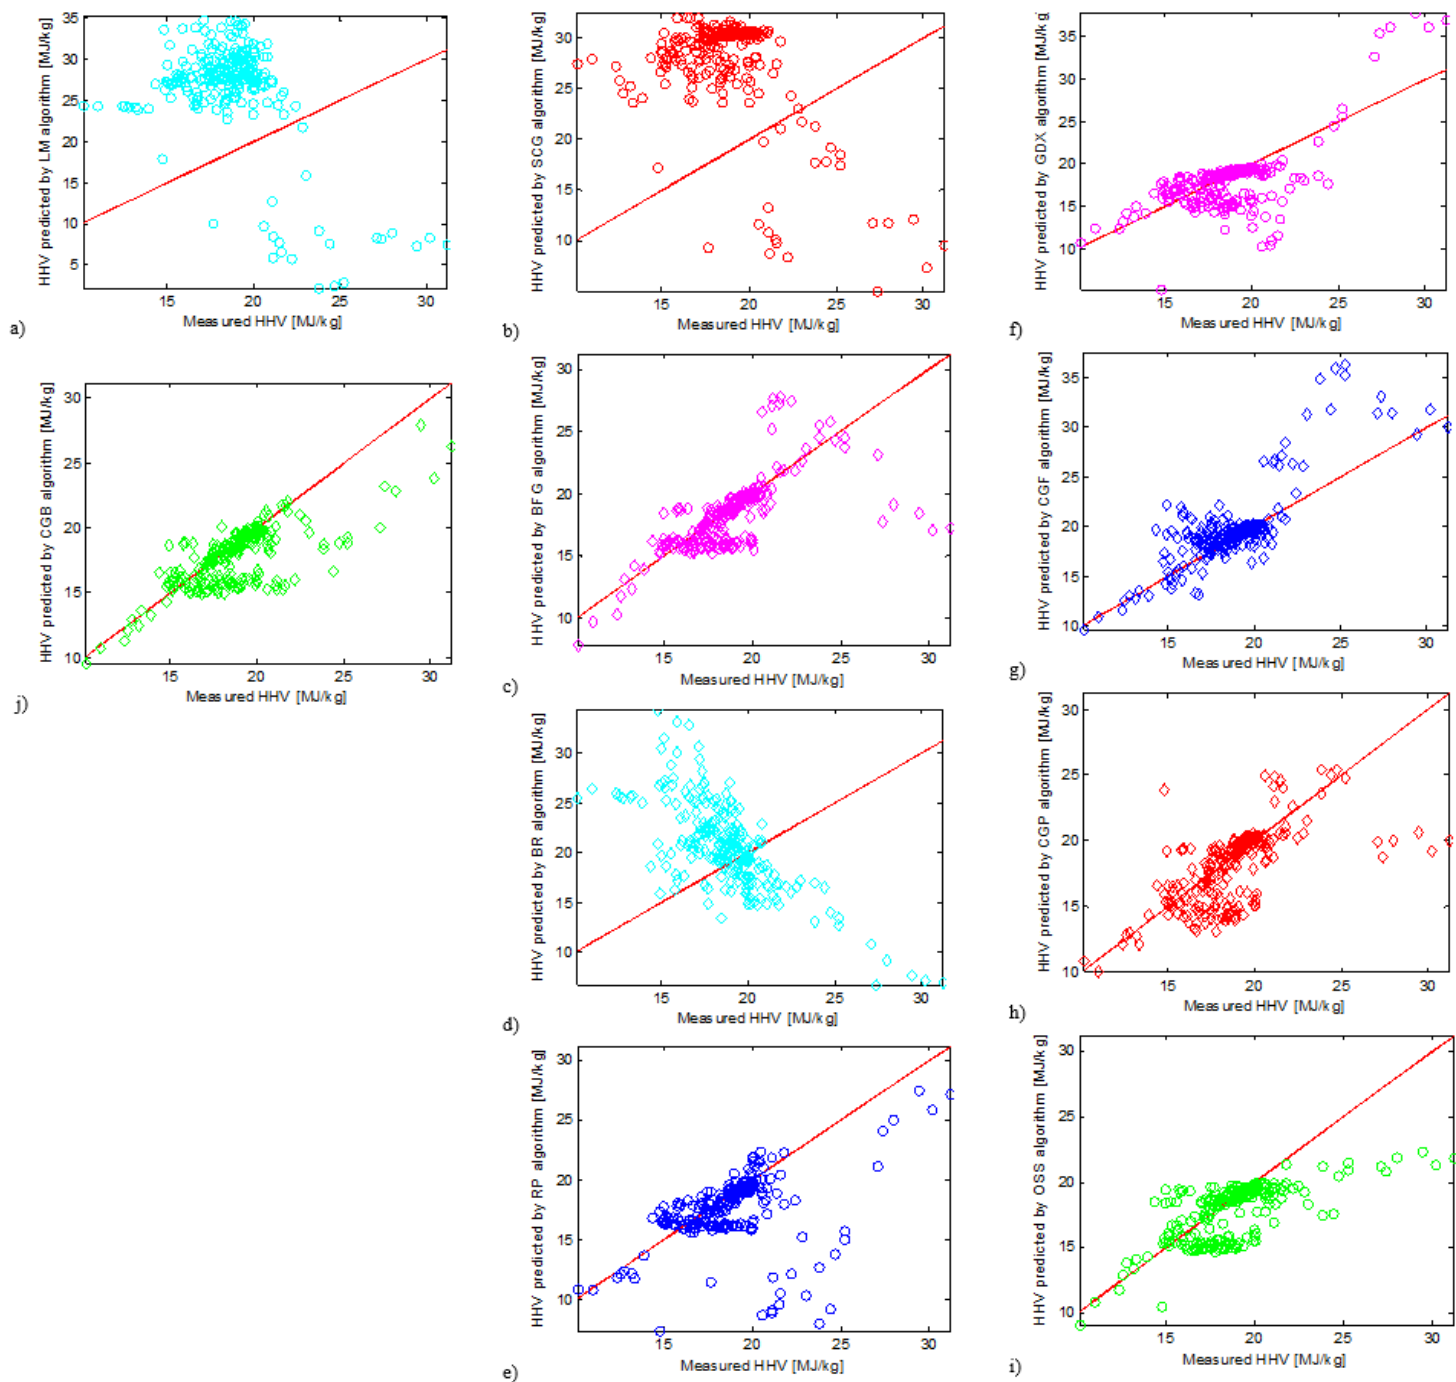 HHV predicted by LM algorithm [MJ/kg]
35
30
25
20
15
10
5
15 20 25 30
Measured HHV [MJ/kg]
a)
HHV predicted by SCG algorithm [MJ/kg]
30
25
20
15
10
15 20 25 30
Measured HHV [MJ/kg]
b)
HHV predicted by GDX algorithm [MJ/kg]
35
30
25
20
15
10
15 20 25 30
Measured HHV [MJ/kg]
f)
HHV predicted by CGB algorithm [MJ/kg]
30
25
20
15
10
15 20 25 30
Measured HHV [MJ/kg]
j)
HHV predicted by BFG algorithm [MJ/kg]
30
25
20
15
10
15 20 25 30
Measured HHV [MJ/kg]
c)
HHV predicted by CGF algorithm [MJ/kg]
35
30
25
20
15
10
15 20 25 30
Measured HHV [MJ/kg]
g)
HHV predicted by BR algorithm [MJ/kg]
30
25
20
15
10
15 20 25 30
Measured HHV [MJ/kg]
d)
HHV predicted by CGP algorithm [MJ/kg]
30
25
20
15
10
15 20 25 30
Measured HHV [MJ/kg]
h)
HHV predicted by RP algorithm [MJ/kg]
30
25
20
15
10
15 20 25 30
Measured HHV [MJ/kg]
e)
HHV predicted by OSS algorithm [MJ/kg]
30
25
20
15
10
15 20 25 30
Measured HHV [MJ/kg]
i)